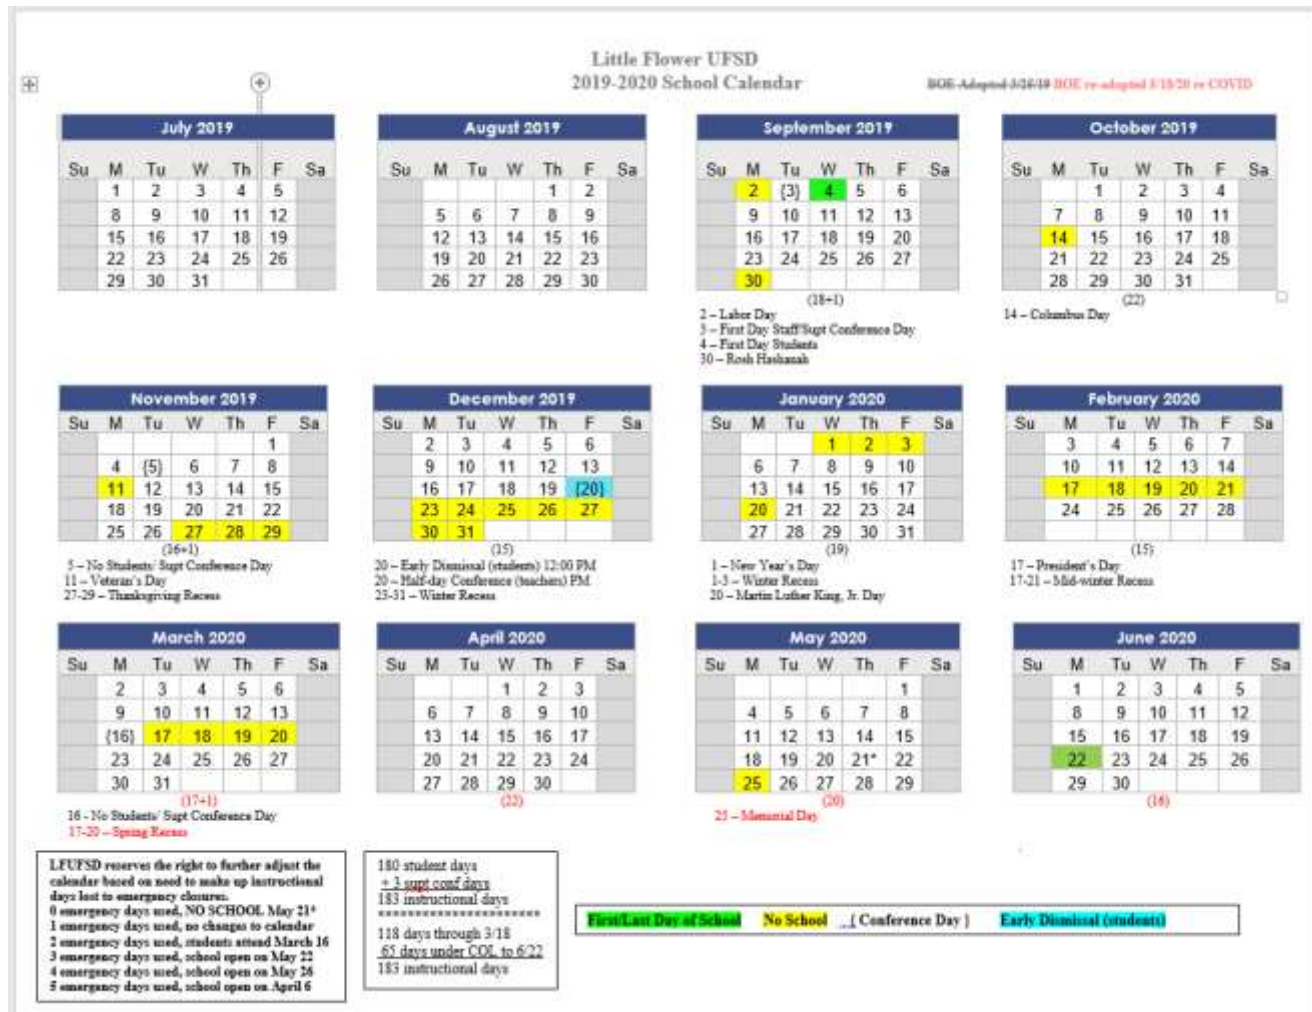 Little Flower UFSD
2019-2020 School Calendar
BOE Adopted 3/26/19 BOE re-adopted 5/18/20 re COVID
July 2019
Su M Tu W Th F Sa
1 2 3 4 5
8 9 10 11 12
15 16 17 18 19
22 23 24 25 26
29 30 31
August 2019
Su M Tu W Th F Sa
1 2
5 6 7 8 9
12 13 14 15 16
19 20 21 22 23
26 27 28 29 30
September 2019
Su M Tu W Th F Sa
2 {3} 4 5 6
9 10 11 12 13
16 17 18 19 20
23 24 25 26 27
30
(18+1)
2 – Labor Day
3 – First Day Staff/Supt Conference Day
4 – First Day Students
30 – Rosh Hashanah
October 2019
Su M Tu W Th F Sa
1 2 3 4
7 8 9 10 11
14 15 16 17 18
21 22 23 24 25
28 29 30 31
(22)
14 – Columbus Day
November 2019
Su M Tu W Th F Sa
1
4 {5} 6 7 8
11 12 13 14 15
18 19 20 21 22
25 26 27 28 29
(16+1)
5 – No Students/ Supt Conference Day
11 – Veteran's Day
27-29 – Thanksgiving Recess
December 2019
Su M Tu W Th F Sa
2 3 4 5 6
9 10 11 12 13
16 17 18 19 {20}
23 24 25 26 27
30 31
(15)
20 – Early Dismissal (students) 12:00 PM
20 – Half-day Conference (teachers) PM
23-31 – Winter Recess
January 2020
Su M Tu W Th F Sa
1 2 3
6 7 8 9 10
13 14 15 16 17
20 21 22 23 24
27 28 29 30 31
(19)
1 – New Year's Day
1-3 – Winter Recess
20 – Martin Luther King, Jr. Day
February 2020
Su M Tu W Th F Sa
3 4 5 6 7
10 11 12 13 14
17 18 19 20 21
24 25 26 27 28
(15)
17 – President's Day
17-21 – Mid-winter Recess
March 2020
Su M Tu W Th F Sa
2 3 4 5 6
9 10 11 12 13
{16} 17 18 19 20
23 24 25 26 27
30 31
(17+1)
16 - No Students/ Supt Conference Day
17-20 – Spring Recess
April 2020
Su M Tu W Th F Sa
1 2 3
6 7 8 9 10
13 14 15 16 17
20 21 22 23 24
27 28 29 30
(22)
May 2020
Su M Tu W Th F Sa
1
4 5 6 7 8
11 12 13 14 15
18 19 20 21* 22
25 26 27 28 29
(20)
25 – Memorial Day
June 2020
Su M Tu W Th F Sa
1 2 3 4 5
8 9 10 11 12
15 16 17 18 19
22 23 24 25 26
29 30
(16)
LFUFSD reserves the right to further adjust the
calendar based on need to make up instructional
days lost to emergency closures.
0 emergency days used, NO SCHOOL May 21*
1 emergency days used, no changes to calendar
2 emergency days used, students attend March 16
3 emergency days used, school open on May 22
4 emergency days used, school open on May 26
5 emergency days used, school open on April 6
180 student days
+ 3 supt conf days
183 instructional days
***********************
118 days through 3/18
65 days under COL to 6/22
183 instructional days
First/Last Day of School No School { Conference Day } Early Dismissal (students)